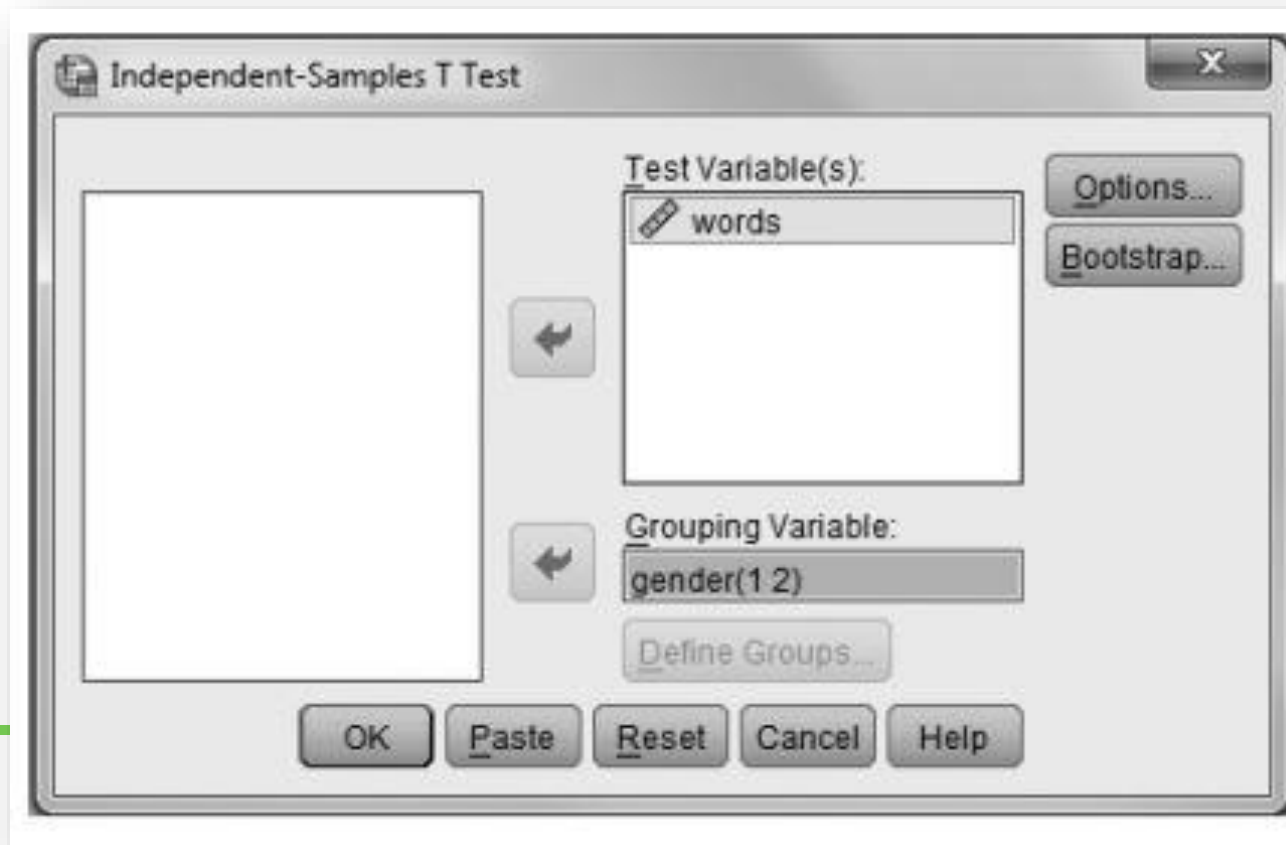 Independent-Samples T Test
Test Variable(s):
words
Options...
Bootstrap...
Grouping Variable:
gender(1 2)
Define Groups...
OK Paste Reset Cancel Help